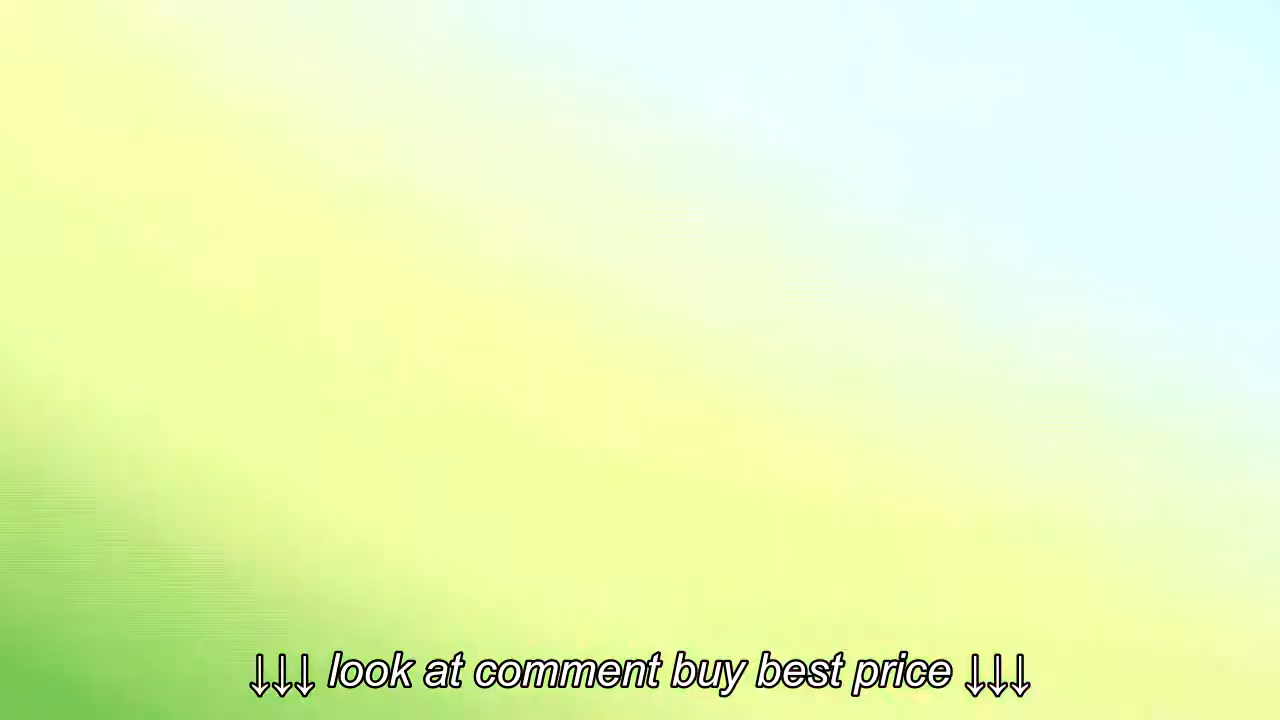 ↓↓↓ look at comment buy best price ↓↓↓